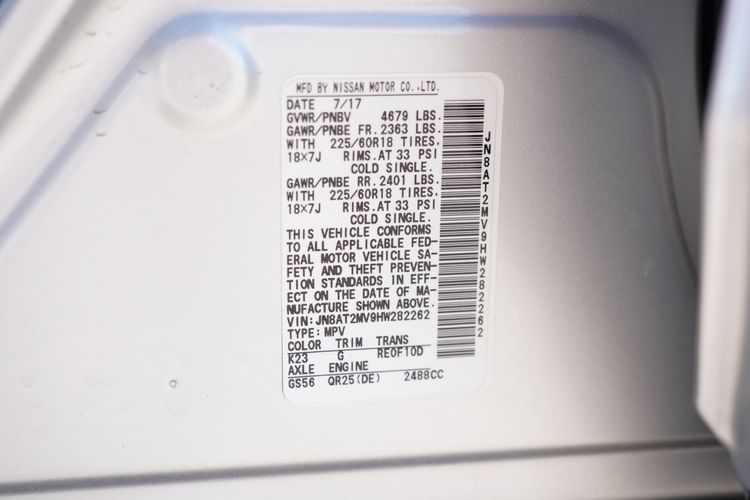 MFD BY NISSAN MOTOR CO.,LTD.
DATE 7/17
GVWR/PNBV 4679 LBS.
GAWR/PNBE FR. 2363 LBS.
WITH 225/60R18 TIRES,
18X7J RIMS.AT 33 PSI
COLD SINGLE.
GAWR/PNBE RR. 2401 LBS.
WITH 225/60R18 TIRES,
18X7J RIMS.AT 33 PSI
COLD SINGLE.
THIS VEHICLE CONFORMS
TO ALL APPLICABLE FED-
ERAL MOTOR VEHICLE SA-
FETY AND THEFT PREVEN-
TION STANDARDS IN EFF-
ECT ON THE DATE OF MA-
NUFACTURE SHOWN ABOVE.
VIN:JN8AT2MV9HW282262
TYPE:MPV
COLOR TRIM TRANS
K23 G RE0F10D
AXLE ENGINE
GS56 QR25(DE) 2488CC
JN8AT2MV9HW282262